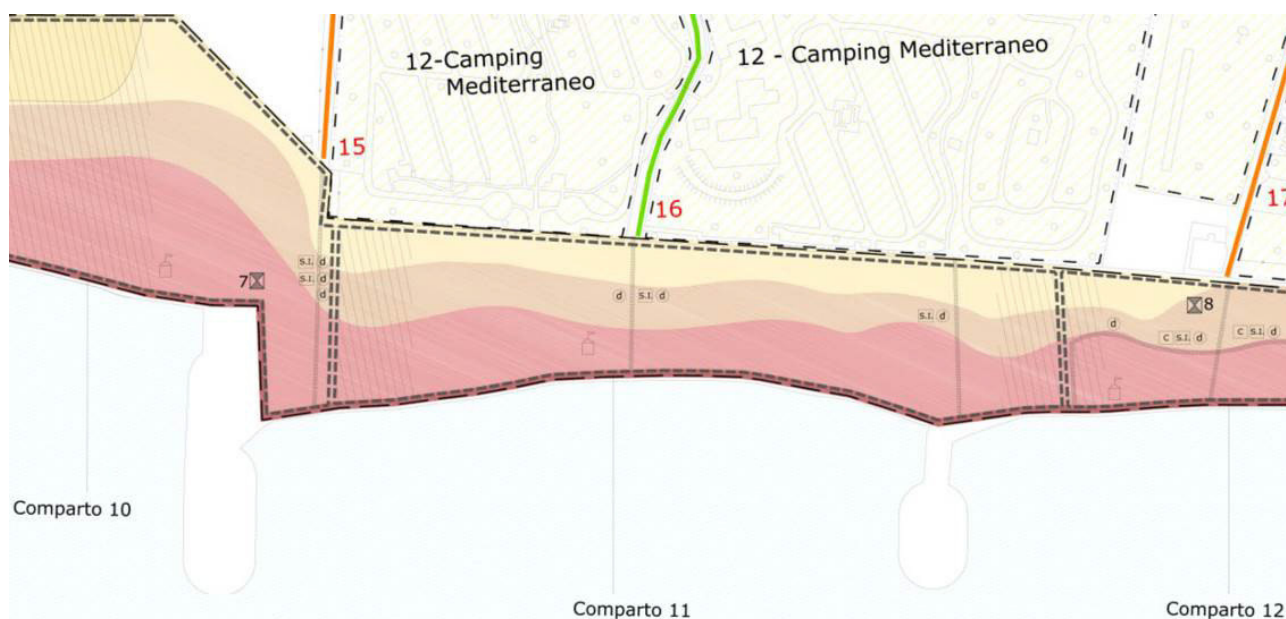 12-Camping
Mediterraneo
12 - Camping Mediterraneo
15
16
17
S.I. d
S.I. d
d
7
d S.I. d
S.I. d
8
d
C S.I. d
C S.I. d
Comparto 10
Comparto 11
Comparto 12